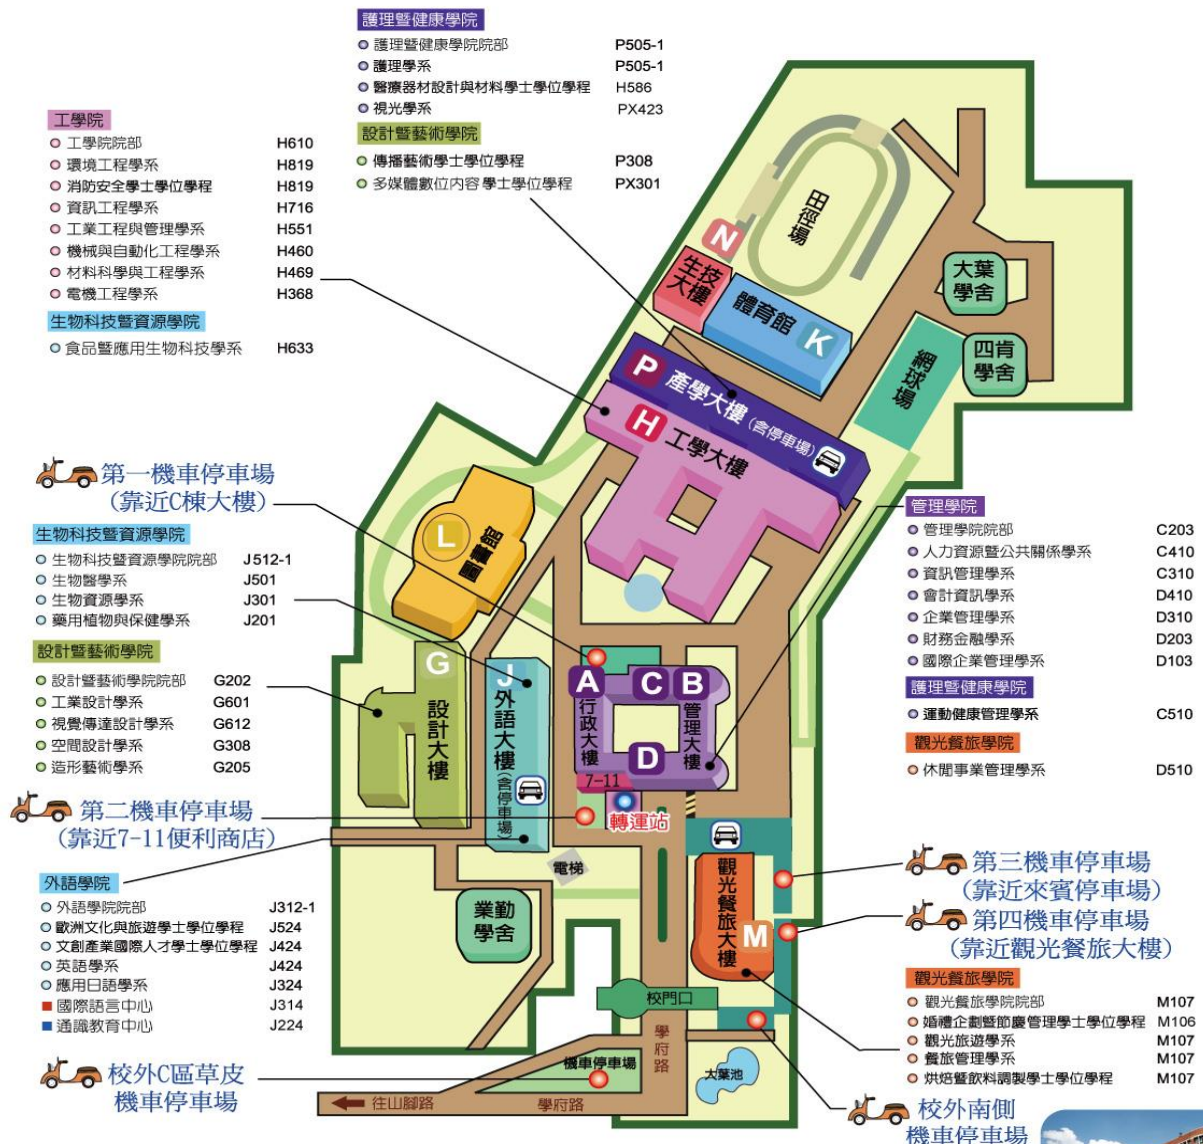 護理暨健康學院
護理暨健康學院院部 P505-1
護理學系 P505-1
醫療器材設計與材料學士學位學程 H586
視光學系 PX423
設計暨藝術學院
傳播藝術學士學位學程 P308
多媒體數位內容學士學位學程 PX301
工學院
工學院院部 H610
環境工程學系 H819
消防安全學士學位學程 H819
資訊工程學系 H716
工業工程與管理學系 H551
機械與自動化工程學系 H460
材料科學與工程學系 H469
電機工程學系 H368
生物科技暨資源學院
食品暨應用生物科技學系 H633
田徑場
N
生技大樓
體育館 K
大葉學舍
四肯學舍
網球場
P 產學大樓(含停車場)
H 工學大樓
第一機車停車場
(靠近C棟大樓)
L
圖書館
生物科技暨資源學院
生物科技暨資源學院院部 J512-1
生物醫學系 J501
生物資源學系 J301
藥用植物與保健學系 J201
設計暨藝術學院
設計暨藝術學院院部 G202
工業設計學系 G601
視覺傳達設計學系 G612
空間設計學系 G308
造形藝術學系 G205
管理學院
管理學院院部 C203
人力資源暨公共關係學系 C410
資訊管理學系 C310
會計資訊學系 D410
企業管理學系 D310
財務金融學系 D203
國際企業管理學系 D103
護理暨健康學院
運動健康管理學系 C510
觀光餐旅學院
休閒事業管理學系 D510
G
設計大樓
J
外語大樓(含停車場)
A
行政大樓
C
B
管理大樓
D
7-11
轉運站
第二機車停車場
(靠近7-11便利商店)
電梯
業勤學舍
觀光餐旅大樓
M
第三機車停車場
(靠近來賓停車場)
第四機車停車場
(靠近觀光餐旅大樓)
外語學院
外語學院院部 J312-1
歐洲文化與旅遊學士學位學程 J524
文創產業國際人才學士學位學程 J424
英語學系 J424
應用日語學系 J324
國際語言中心 J314
通識教育中心 J224
觀光餐旅學院
觀光餐旅學院院部 M107
婚禮企劃暨節慶管理學士學位學程 M106
觀光旅遊學系 M107
餐旅管理學系 M107
烘焙暨飲料調製學士學位學程 M107
校門口
學府路
機車停車場
大葉池
校外C區草皮
機車停車場
往山腳路
學府路
校外南側
機車停車場